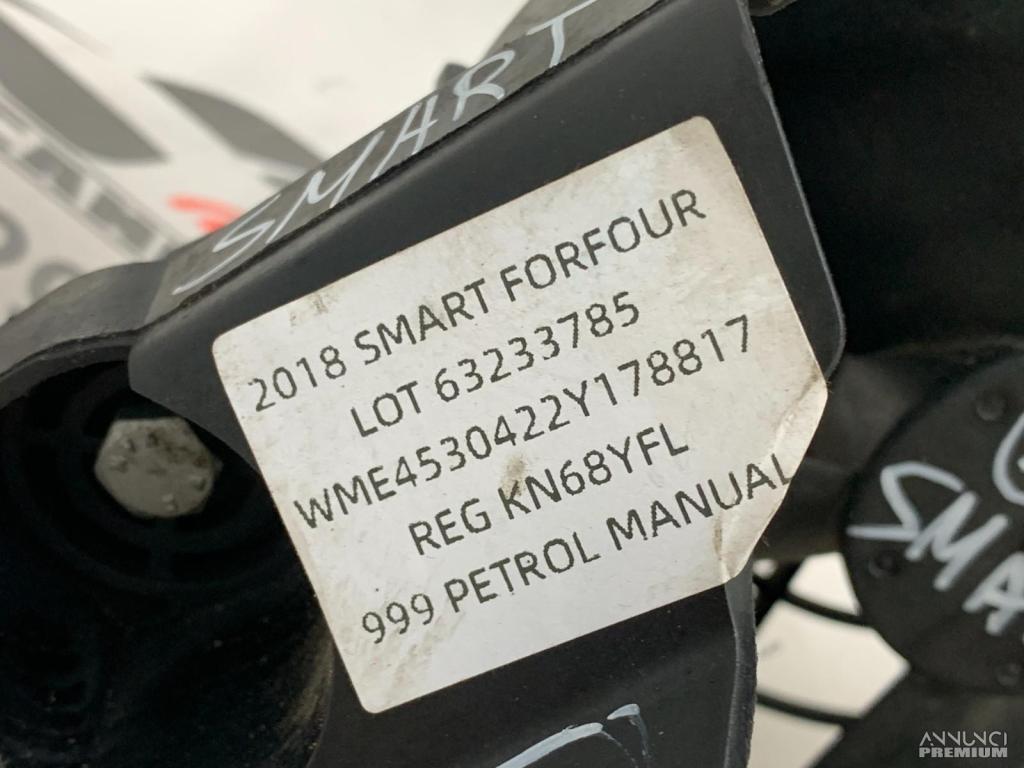 SMART
2018 SMART FORFOUR
LOT 63233785
WME4530422Y178817
REG KN68YFL
999 PETROL MANUAL
SMA
ANNUNCI
PREMIUM